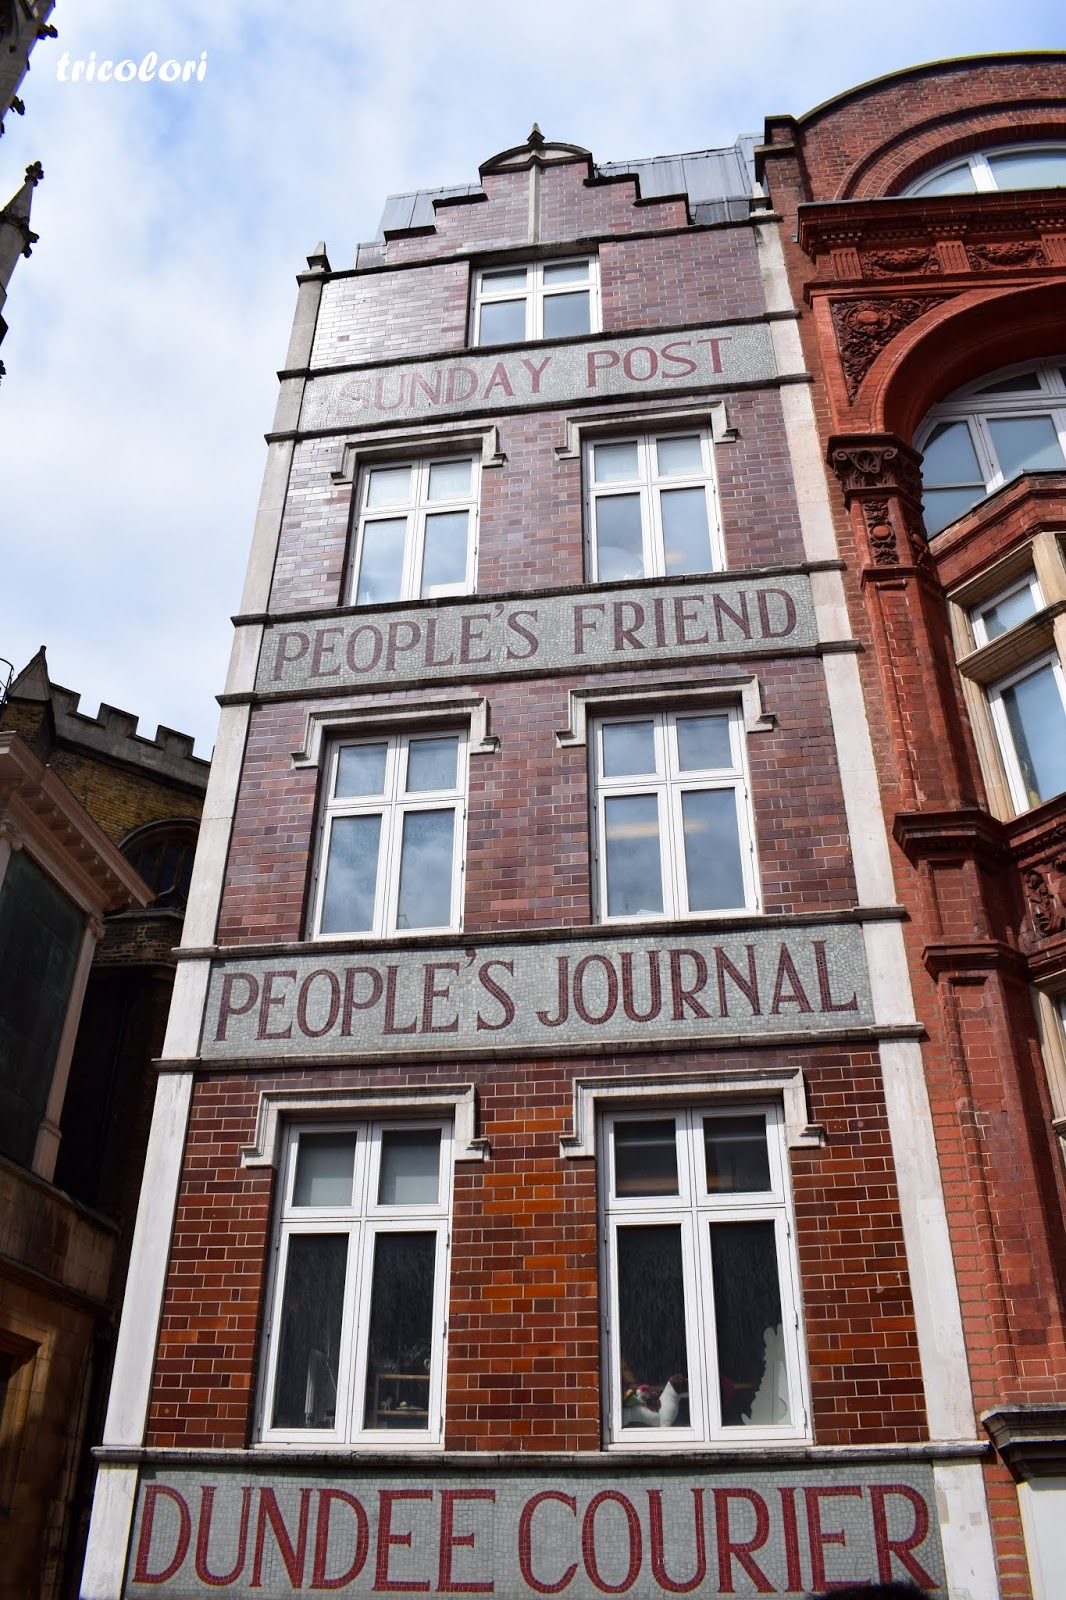 tricolori
SUNDAY POST
PEOPLE'S FRIEND
PEOPLE'S JOURNAL
DUNDEE COURIER